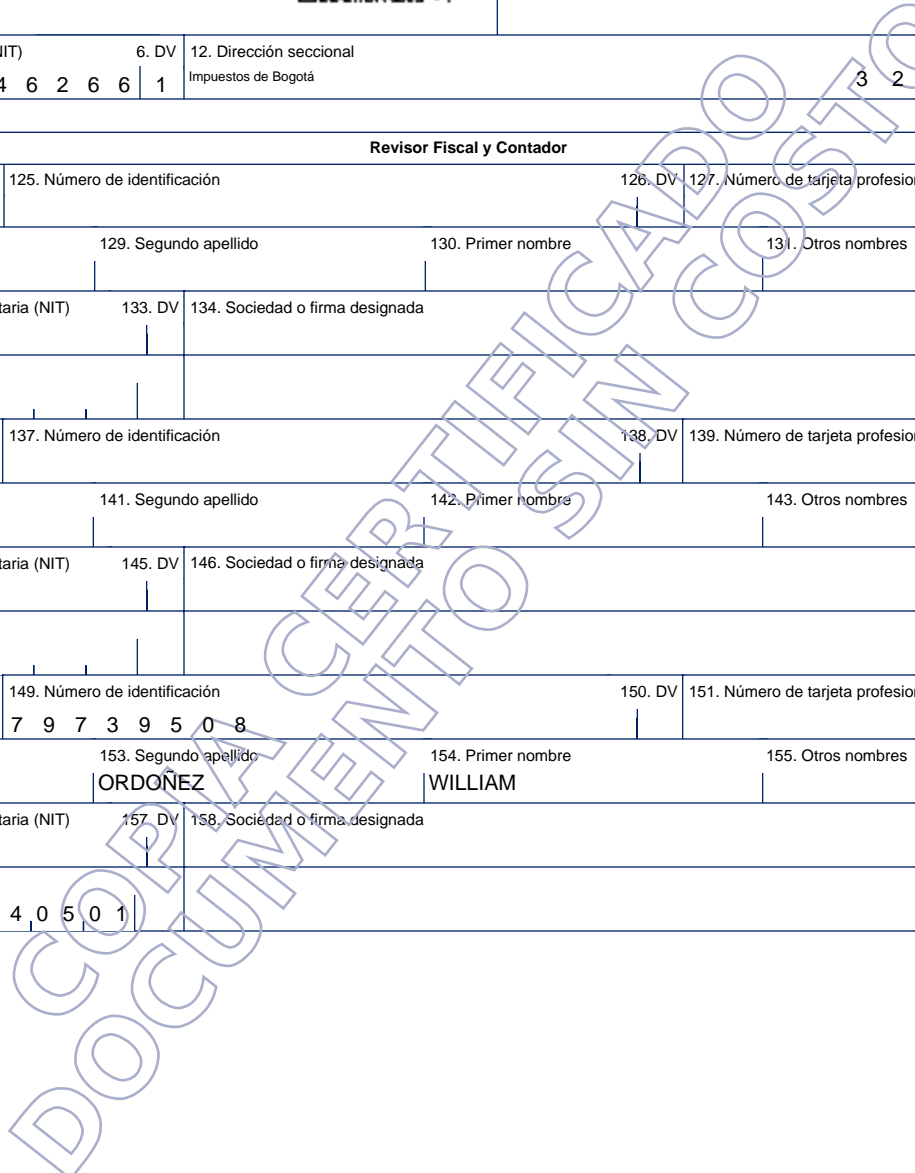 NIT) 6. DV 12. Dirección seccional
4 6 2 6 6 1 Impuestos de Bogotá 3 2
Revisor Fiscal y Contador
125. Número de identificación 126. DV 127. Número de tarjeta profesion
129. Segundo apellido 130. Primer nombre 131. Otros nombres
taria (NIT) 133. DV 134. Sociedad o firma designada
137. Número de identificación 138. DV 139. Número de tarjeta profesion
141. Segundo apellido 142. Primer nombre 143. Otros nombres
taria (NIT) 145. DV 146. Sociedad o firma designada
149. Número de identificación 150. DV 151. Número de tarjeta profesion
7 9 7 3 9 5 0 8
153. Segundo apellido 154. Primer nombre 155. Otros nombres
ORDOÑEZ WILLIAM
taria (NIT) 157. DV 158. Sociedad o firma designada
4 0 5 0 1
COPIA CERTIFICADO
DOCUMENTO SIN COSTO